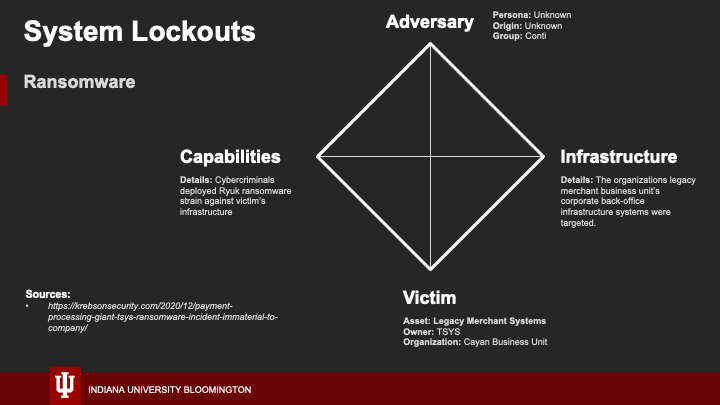 System Lockouts
Ransomware
Adversary
Persona: Unknown
Origin: Unknown
Group: Conti
Capabilities
Details: Cybercriminals
deployed Ryuk ransomware
strain against victim's
infrastructure
Infrastructure
Details: The organizations legacy
merchant business unit's
corporate back-office
infrastructure systems were
targeted.
Victim
Asset: Legacy Merchant Systems
Owner: TSYS
Organization: Cayan Business Unit
Sources:
• https://krebsonsecurity.com/2020/12/payment-
processing-giant-tsys-ransomware-incident-immaterial-to-
company/
INDIANA UNIVERSITY BLOOMINGTON